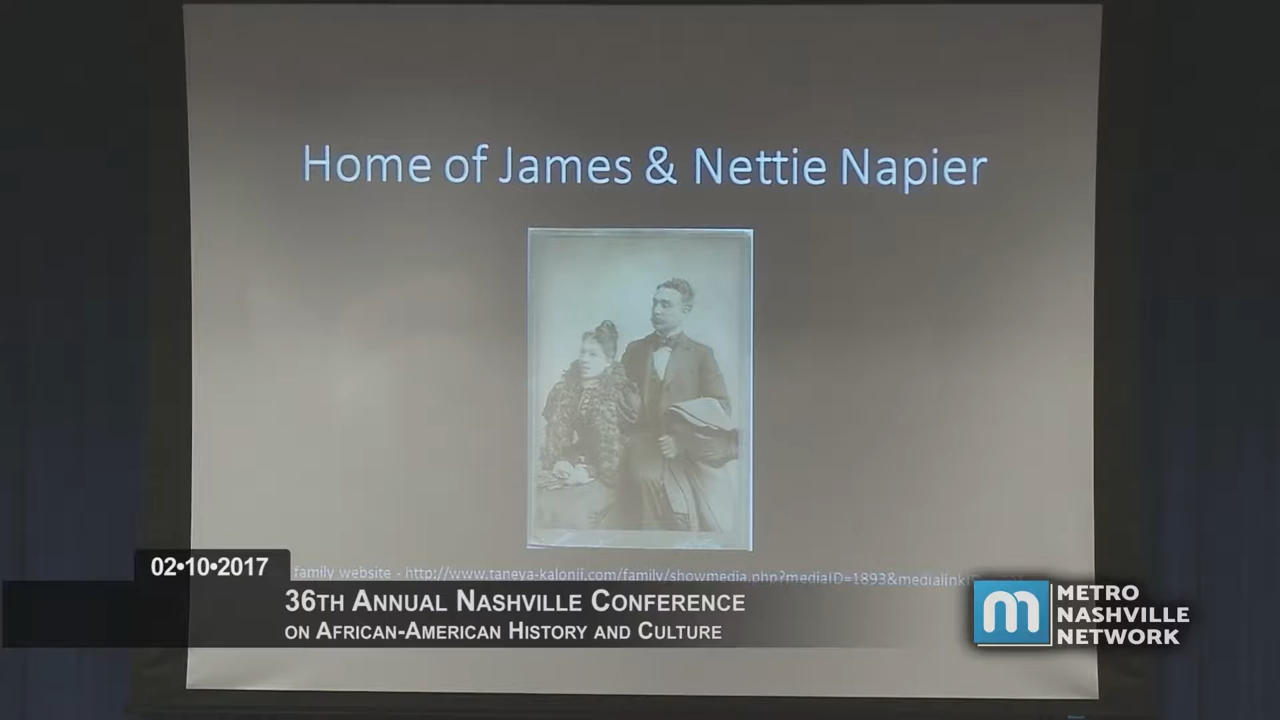 Home of James & Nettie Napier
family website - http://www.taneya-kalonji.com/family/showmedia.php?mediaID=1893&medialink
02•10•2017
36TH ANNUAL NASHVILLE CONFERENCE
ON AFRICAN-AMERICAN HISTORY AND CULTURE
m
METRO
NASHVILLE
NETWORK